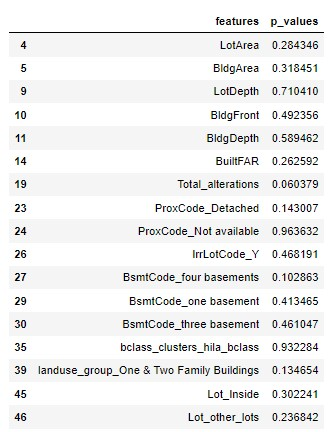 features p_values
4 LotArea 0.284346
5 BldgArea 0.318451
9 LotDepth 0.710410
10 BldgFront 0.492356
11 BldgDepth 0.589462
14 BuiltFAR 0.262592
19 Total_alterations 0.060379
23 ProxCode_Detached 0.143007
24 ProxCode_Not available 0.963632
26 IrrLotCode_Y 0.468191
27 BsmtCode_four basements 0.102863
29 BsmtCode_one basement 0.413465
30 BsmtCode_three basement 0.461047
35 bclass_clusters_hila_bclass 0.932284
39 landuse_group_One & Two Family Buildings 0.134654
45 Lot_Inside 0.302241
46 Lot_other_lots 0.236842